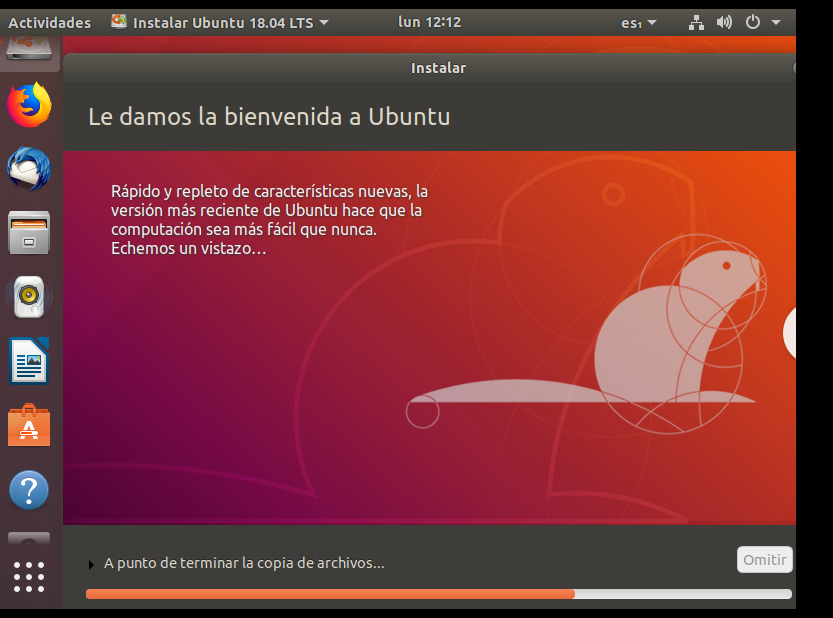 Actividades Instalar Ubuntu 18.04 LTS lun 12:12 es₁
Instalar
Le damos la bienvenida a Ubuntu
Rápido y repleto de características nuevas, la
versión más reciente de Ubuntu hace que la
computación sea más fácil que nunca.
Echemos un vistazo…
A punto de terminar la copia de archivos...
Omitir